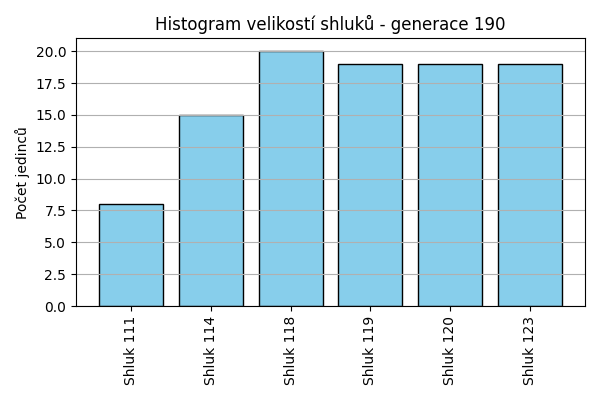 Histogram velikostí shluků - generace 190
Počet jedinců
20.0
17.5
15.0
12.5
10.0
7.5
5.0
2.5
0.0
Shluk 111
Shluk 114
Shluk 118
Shluk 119
Shluk 120
Shluk 123